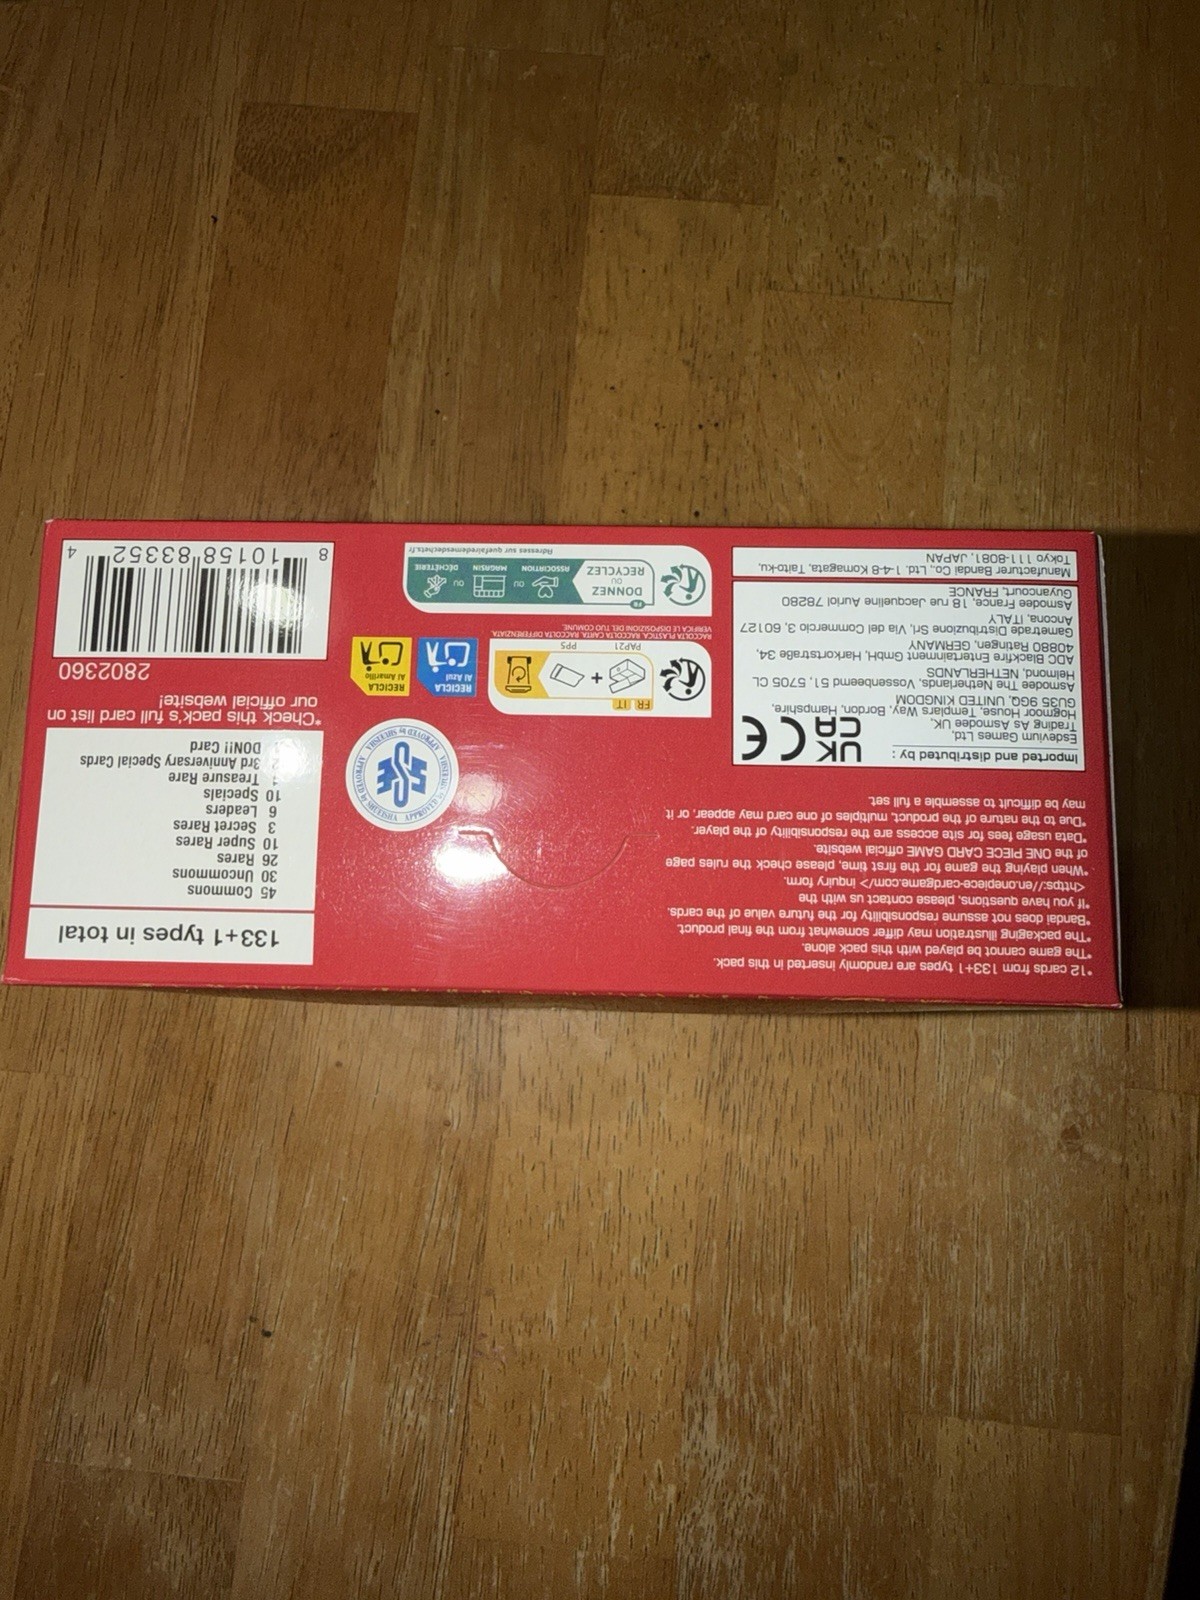 133+1 types in total
45 Commons
30 Uncommons
26 Rares
10 Super Rares
3 Secret Rares
6 Leaders
10 Specials
1 Treasure Rare
2 3rd Anniversary Special Cards
DON!! Card
*Check this pack's full card list on
our official website!
2802360
8 10158 83352 4
*12 cards from 133+1 types are randomly inserted in this pack.
*The game cannot be played with this pack alone.
*The packaging illustration may differ somewhat from the final product.
*Bandai does not assume responsibility for the future value of the cards.
*If you have questions, please contact us with the
<https://en.onepiece-cardgame.com/> inquiry form.
*When playing the game for the first time, please check the rules page
of the ONE PIECE CARD GAME official website.
*Data usage fees for site access are the responsibility of the player.
*Due to the nature of the product, multiples of one card may appear, or it
may be difficult to assemble a full set.
Imported and distributed by :
Esdevium Games Ltd,
Trading As Asmodee UK,
Hogmoor House, Templars Way, Bordon, Hampshire,
GU35 9QG, UNITED KINGDOM
Asmodee The Netherlands, Vossenbeemd 51, 5705 CL
Helmond, NETHERLANDS
ADC Blackfire Entertainment GmbH, Harkortstraße 34,
40880 Ratingen, GERMANY
Gametrade Distribuzione Srl, Via del Commercio 3, 60127
Ancona, ITALY
Asmodee France, 18 rue Jacqueline Auriol 78280
Guyancourt, FRANCE
UK
CA
CE
Manufacturer Bandai Co., Ltd. 1-4-8 Komagata, Taito-ku,
Tokyo 111-8081, JAPAN
APPROVED by SHUEISHA APPROVED by SHUEISHA
FR IT
PAP21 PP5
RACCOLTA PLASTICA RACCOLTA CARTA RACCOLTA DIFFERENZIATA.
VERIFICA LE DISPOSIZIONI DEL TUO COMUNE.
RECICLA
Al Azul
RECICLA
Al Amarillo
FR
DONNEZ
OU
RECYCLEZ
ASSOCIATION OU MAGASIN OU DÉCHÈTERIE
Adresses sur quefairedemesdechets.fr